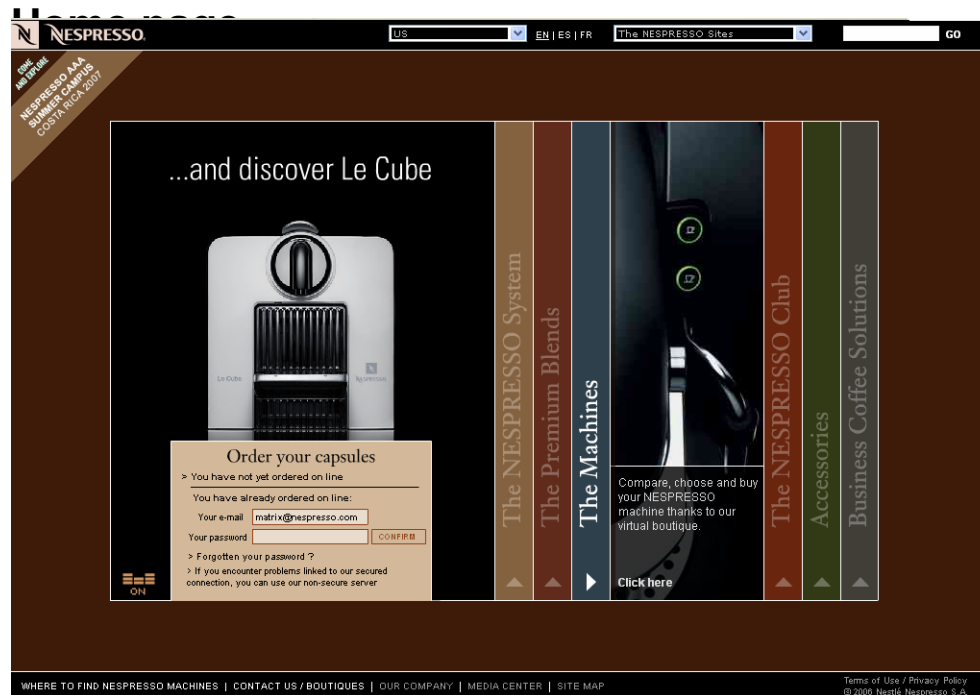 Home page
NESPRESSO.
US
EN | ES | FR
The NESPRESSO Sites
GO
COME
AND EXPLORE
NESPRESSO AAA
SUMMER CAMPUS
COSTA RICA 2007
...and discover Le Cube
Le Cube
NESPRESSO
Order your capsules
> You have not yet ordered on line
You have already ordered on line:
Your e-mail
matrix@nespresso.com
Your password
CONFIRM
> Forgotten your password ?
> If you encounter problems linked to our secured
connection, you can use our non-secure server
ON
The NESPRESSO System
The Premium Blends
The Machines
Compare, choose and buy
your NESPRESSO
machine thanks to our
virtual boutique.
Click here
The NESPRESSO Club
Accessories
Business Coffee Solutions
WHERE TO FIND NESPRESSO MACHINES | CONTACT US / BOUTIQUES | OUR COMPANY | MEDIA CENTER | SITE MAP
Terms of Use / Privacy Policy
© 2006 Nestlé Nespresso S.A.